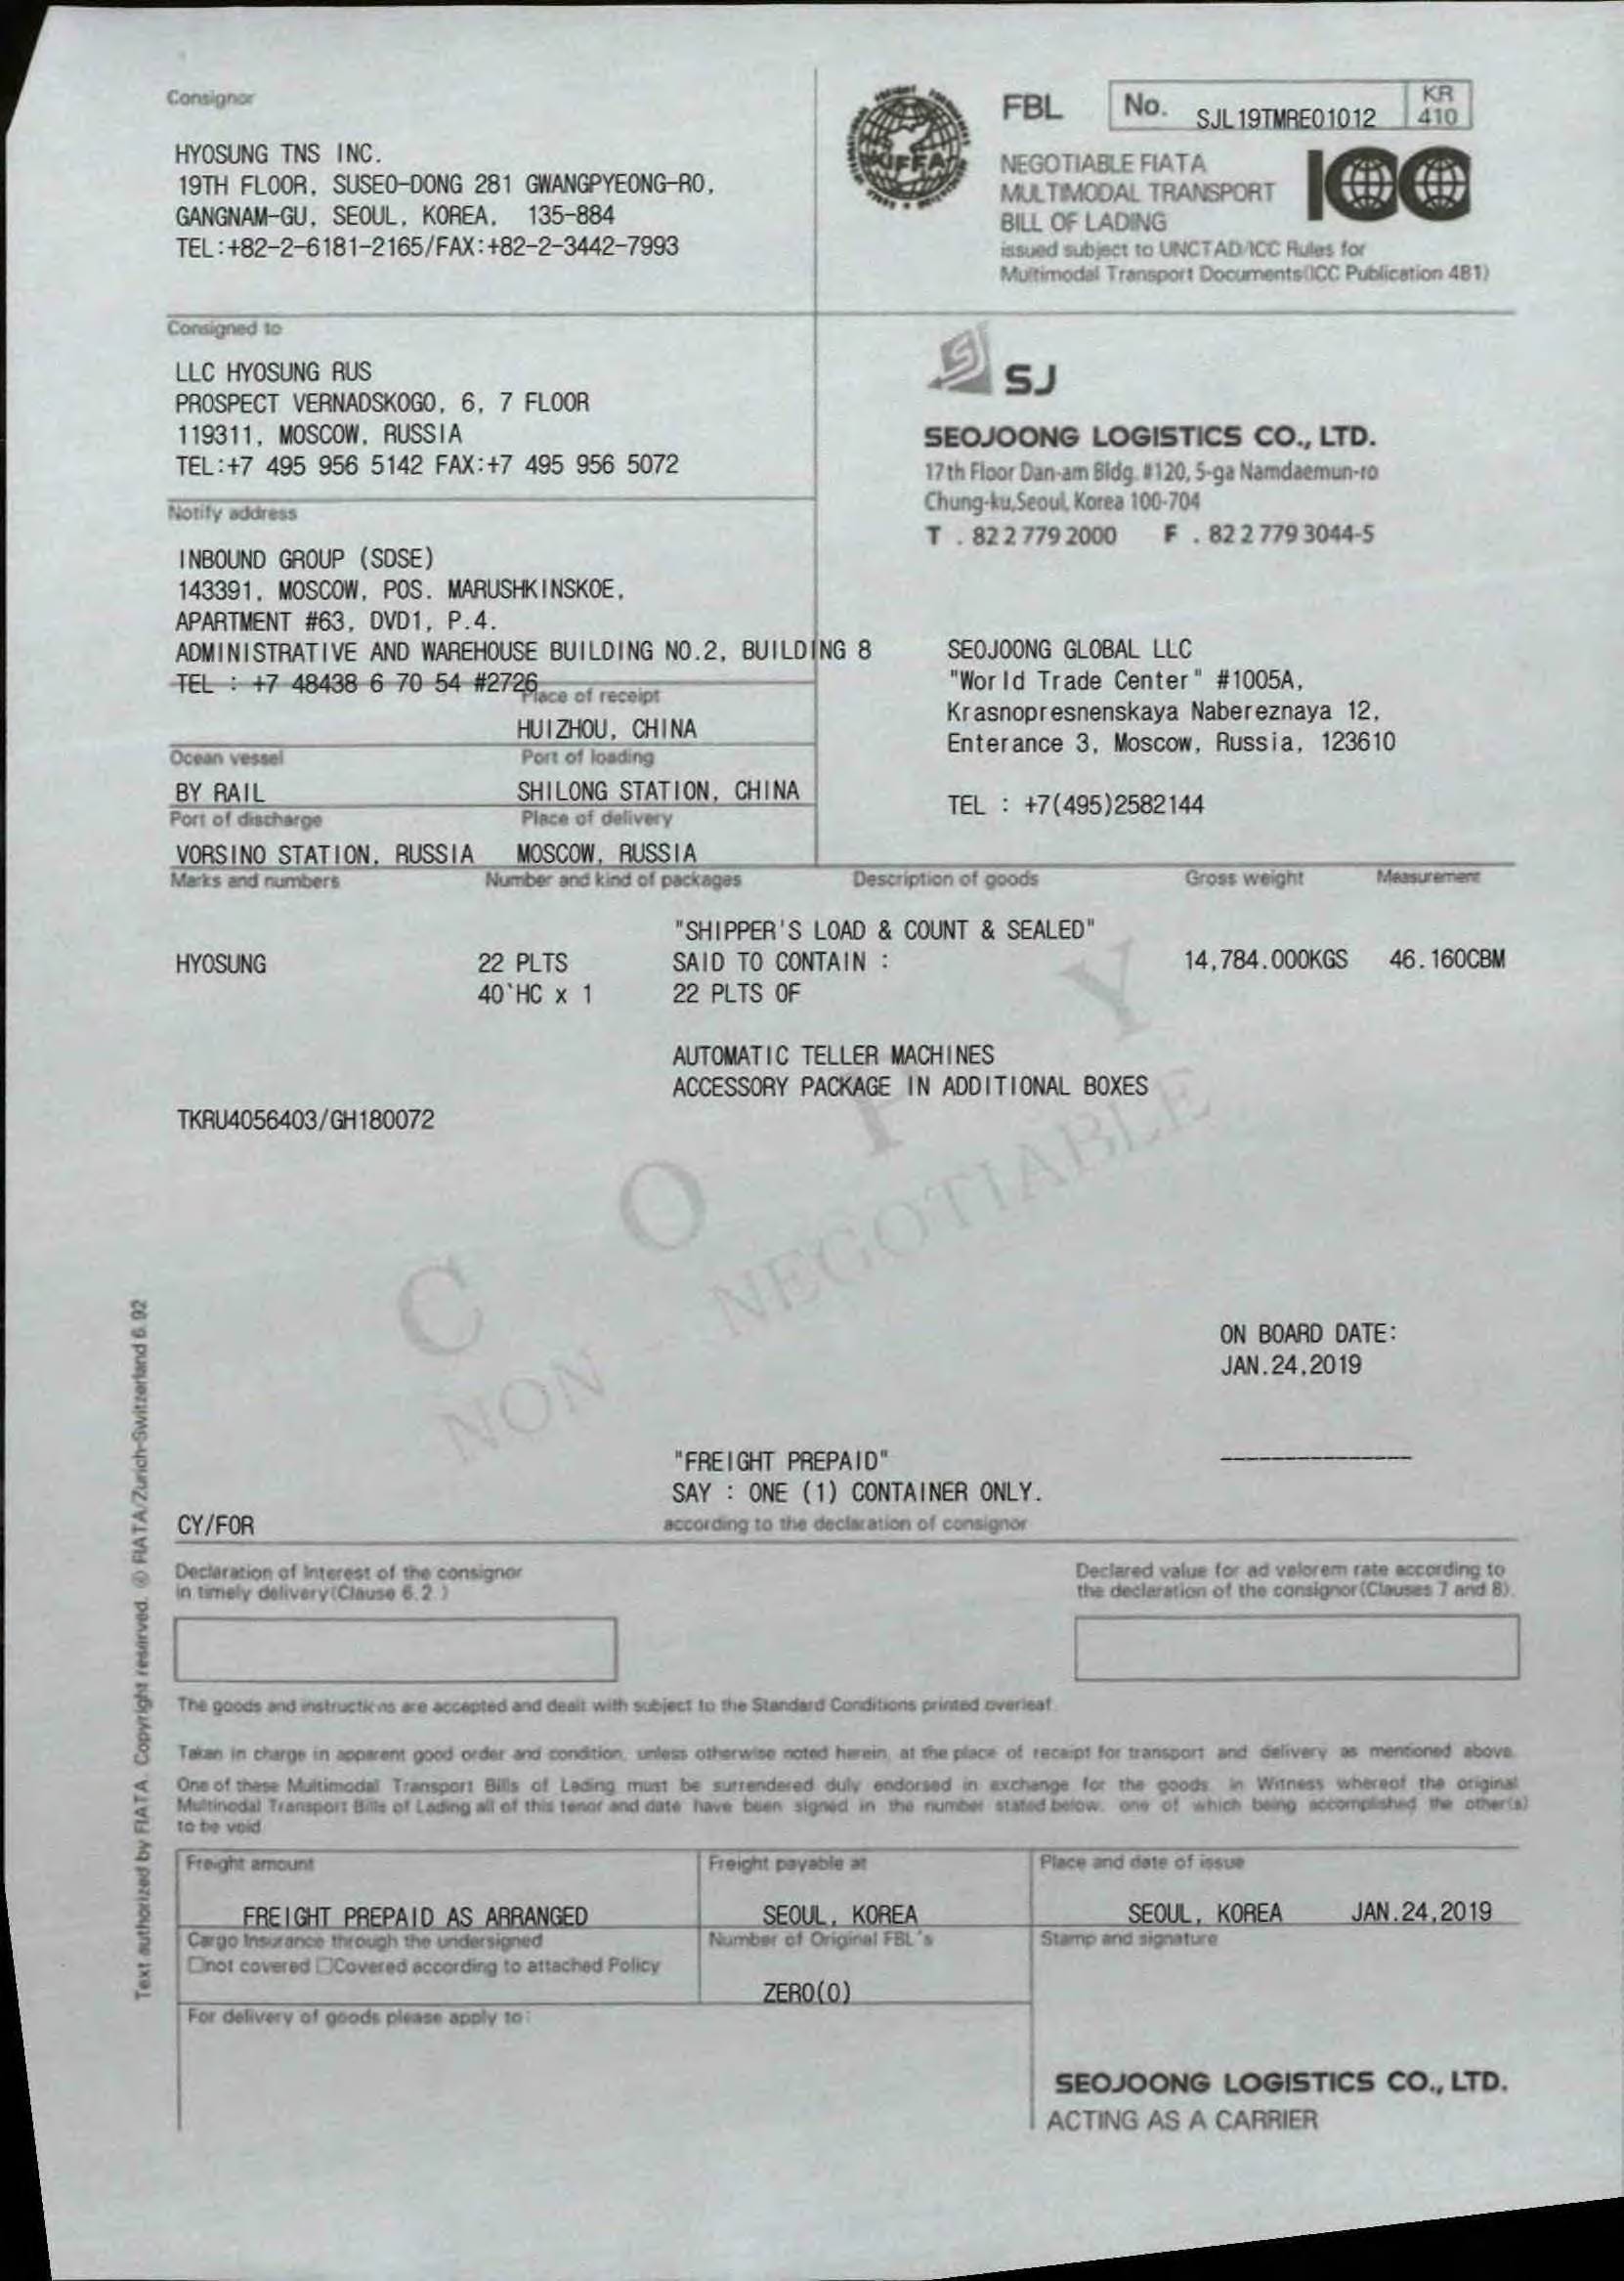 Consignor
HYOSUNG TNS INC.
19TH FLOOR, SUSEO-DONG 281 GWANGPYEONG-RO,
GANGNAM-GU, SEOUL, KOREA, 135-884
TEL:+82-2-6181-2165/FAX:+82-2-3442-7993
KIFFA
FBL
No. SJL19TMRE01012
KR
410
NEGOTIABLE FIATA
MULTIMODAL TRANSPORT
BILL OF LADING
ICC
issued subject to UNCTAD/ICC Rules for
Multimodal Transport Documents(ICC Publication 481)
Consigned to
LLC HYOSUNG RUS
PROSPECT VERNADSKOGO, 6, 7 FLOOR
119311, MOSCOW, RUSSIA
TEL:+7 495 956 5142 FAX:+7 495 956 5072
SJ
SEOJOONG LOGISTICS CO., LTD.
17th Floor Dan-am Bldg. #120, 5-ga Namdaemun-ro
Chung-ku,Seoul, Korea 100-704
T . 82 2 779 2000 F . 82 2 779 3044-5
Notify address
INBOUND GROUP (SDSE)
143391, MOSCOW, POS. MARUSHKINSKOE,
APARTMENT #63, DVD1, P.4.
ADMINISTRATIVE AND WAREHOUSE BUILDING NO.2, BUILDING 8
TEL : +7 48438 6 70 54 #2726
SEOJOONG GLOBAL LLC
"World Trade Center" #1005A,
Krasnopresnenskaya Nabereznaya 12,
Enterance 3, Moscow, Russia, 123610
TEL : +7(495)2582144
Place of receipt
HUIZHOU, CHINA
Ocean vessel Port of loading
BY RAIL SHILONG STATION, CHINA
Port of discharge Place of delivery
VORSINO STATION, RUSSIA MOSCOW, RUSSIA
Marks and numbers Number and kind of packages Description of goods Gross weight Measurement
"SHIPPER'S LOAD & COUNT & SEALED"
HYOSUNG 22 PLTS SAID TO CONTAIN : 14,784.000KGS 46.160CBM
40`HC x 1 22 PLTS OF
AUTOMATIC TELLER MACHINES
ACCESSORY PACKAGE IN ADDITIONAL BOXES
TKRU4056403/GH180072
COPY
NON - NEGOTIABLE
ON BOARD DATE:
JAN.24,2019
"FREIGHT PREPAID"
SAY : ONE (1) CONTAINER ONLY.
CY/FOR according to the declaration of consignor
Declaration of Interest of the consignor
in timely delivery(Clause 6.2.)
Declared value for ad valorem rate according to
the declaration of the consignor(Clauses 7 and 8).
The goods and instructions are accepted and dealt with subject to the Standard Conditions printed overleaf.
Taken in charge in apparent good order and condition, unless otherwise noted herein, at the place of receipt for transport and delivery as mentioned above.
One of these Multimodal Transport Bills of Lading must be surrendered duly endorsed in exchange for the goods. In Witness whereof the original
Multinodal Transport Bills of Lading all of this tenor and date have been signed in the number stated below, one of which being accomplished the other(s)
to be void.
Freight amount Freight payable at Place and date of issue
FREIGHT PREPAID AS ARRANGED SEOUL, KOREA SEOUL, KOREA JAN.24,2019
Cargo Insurance through the undersigned Number of Original FBL's Stamp and signature
□not covered □Covered according to attached Policy
ZERO(0)
For delivery of goods please apply to:
SEOJOONG LOGISTICS CO., LTD.
ACTING AS A CARRIER
Text authorized by FIATA. Copyright reserved. © FIATA/Zurich-Switzerland 6.92